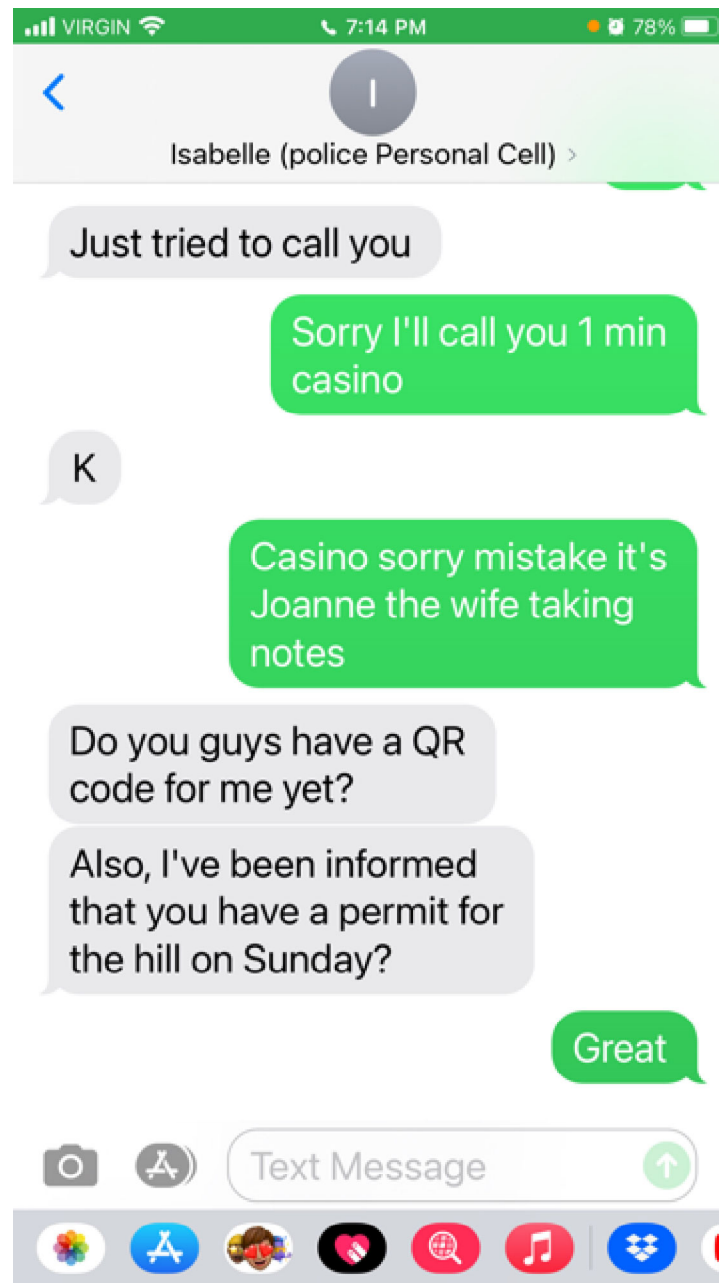 VIRGIN 7:14 PM 78%
I
Isabelle (police Personal Cell) >
Just tried to call you
Sorry I'll call you 1 min
casino
K
Casino sorry mistake it's
Joanne the wife taking
notes
Do you guys have a QR
code for me yet?
Also, I've been informed
that you have a permit for
the hill on Sunday?
Great
Text Message